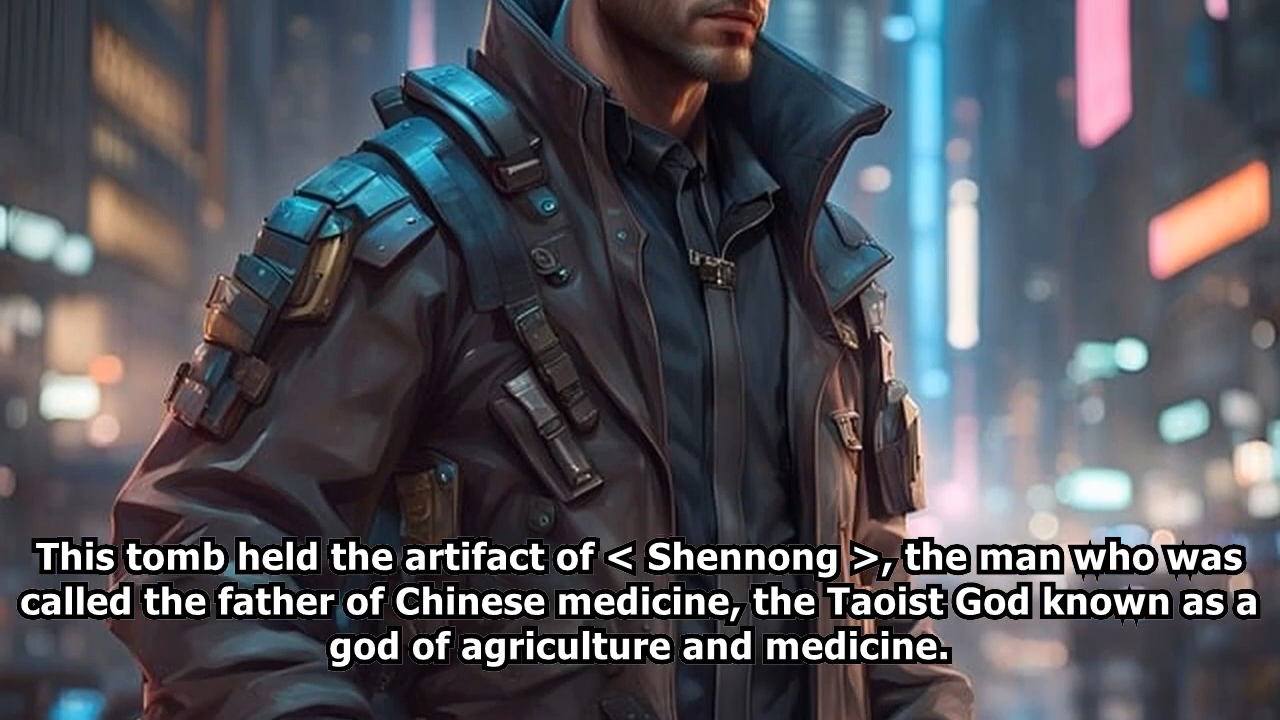 This tomb held the artifact of < Shennong >, the man who was
called the father of Chinese medicine, the Taoist God known as a
god of agriculture and medicine.